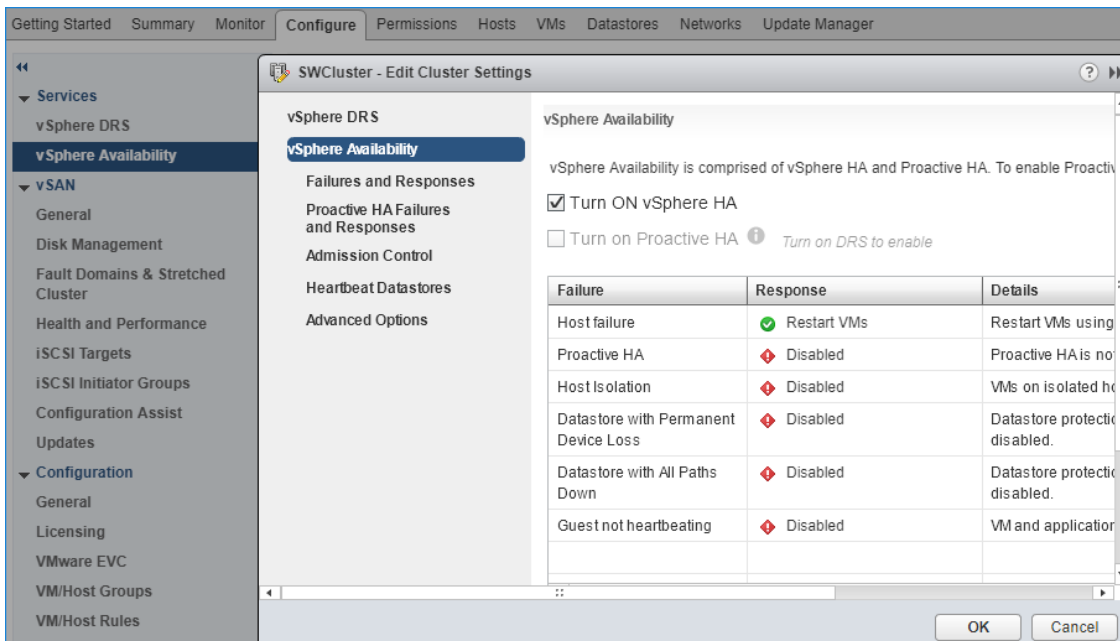 Getting Started Summary Monitor Configure Permissions Hosts VMs Datastores Networks Update Manager
Services
vSphere DRS
vSphere Availability
vSAN
General
Disk Management
Fault Domains & Stretched
Cluster
Health and Performance
iSCSI Targets
iSCSI Initiator Groups
Configuration Assist
Updates
Configuration
General
Licensing
VMware EVC
VM/Host Groups
VM/Host Rules
SWCluster - Edit Cluster Settings
vSphere DRS
vSphere Availability
Failures and Responses
Proactive HA Failures
and Responses
Admission Control
Heartbeat Datastores
Advanced Options
vSphere Availability
vSphere Availability is comprised of vSphere HA and Proactive HA. To enable Proactiv
Turn ON vSphere HA
Turn on Proactive HA Turn on DRS to enable
Failure Response Details
Host failure Restart VMs Restart VMs using
Proactive HA Disabled Proactive HA is no
Host Isolation Disabled VMs on isolated ho
Datastore with Permanent Disabled Datastore protectio
Device Loss disabled.
Datastore with All Paths Disabled Datastore protectio
Down disabled.
Guest not heartbeating Disabled VM and application
OK Cancel